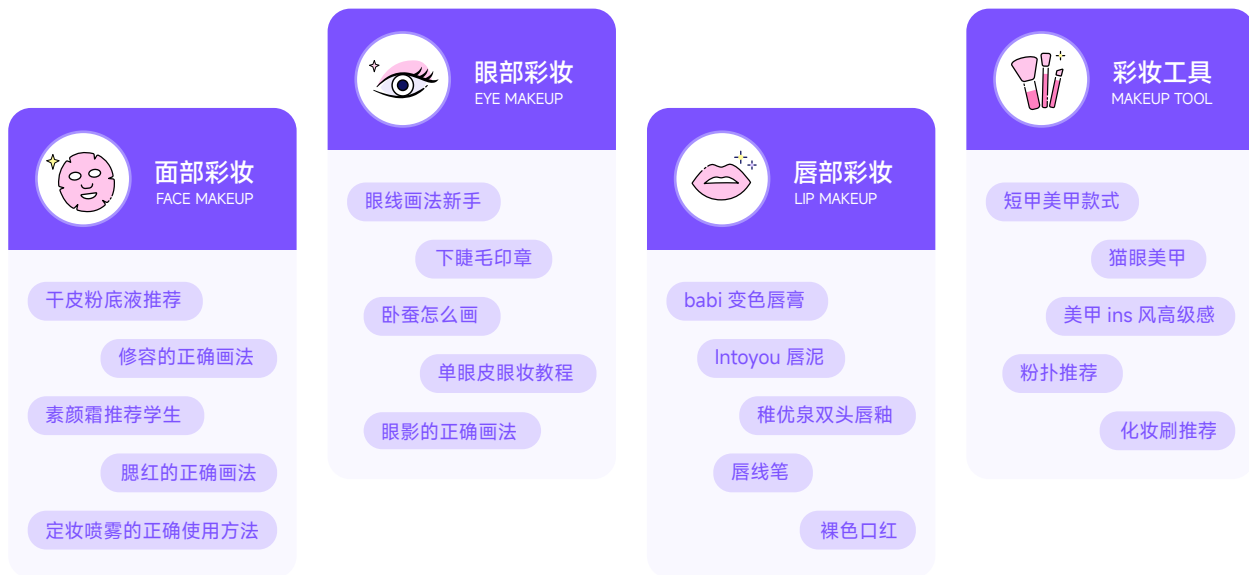 面部彩妆
FACE MAKEUP
干皮粉底液推荐
修容的正确画法
素颜霜推荐学生
腮红的正确画法
定妆喷雾的正确使用方法
眼部彩妆
EYE MAKEUP
眼线画法新手
下睫毛印章
卧蚕怎么画
单眼皮眼妆教程
眼影的正确画法
唇部彩妆
LIP MAKEUP
babi 变色唇膏
Intoyou 唇泥
稚优泉双头唇釉
唇线笔
裸色口红
彩妆工具
MAKEUP TOOL
短甲美甲款式
猫眼美甲
美甲 ins 风高级感
粉扑推荐
化妆刷推荐